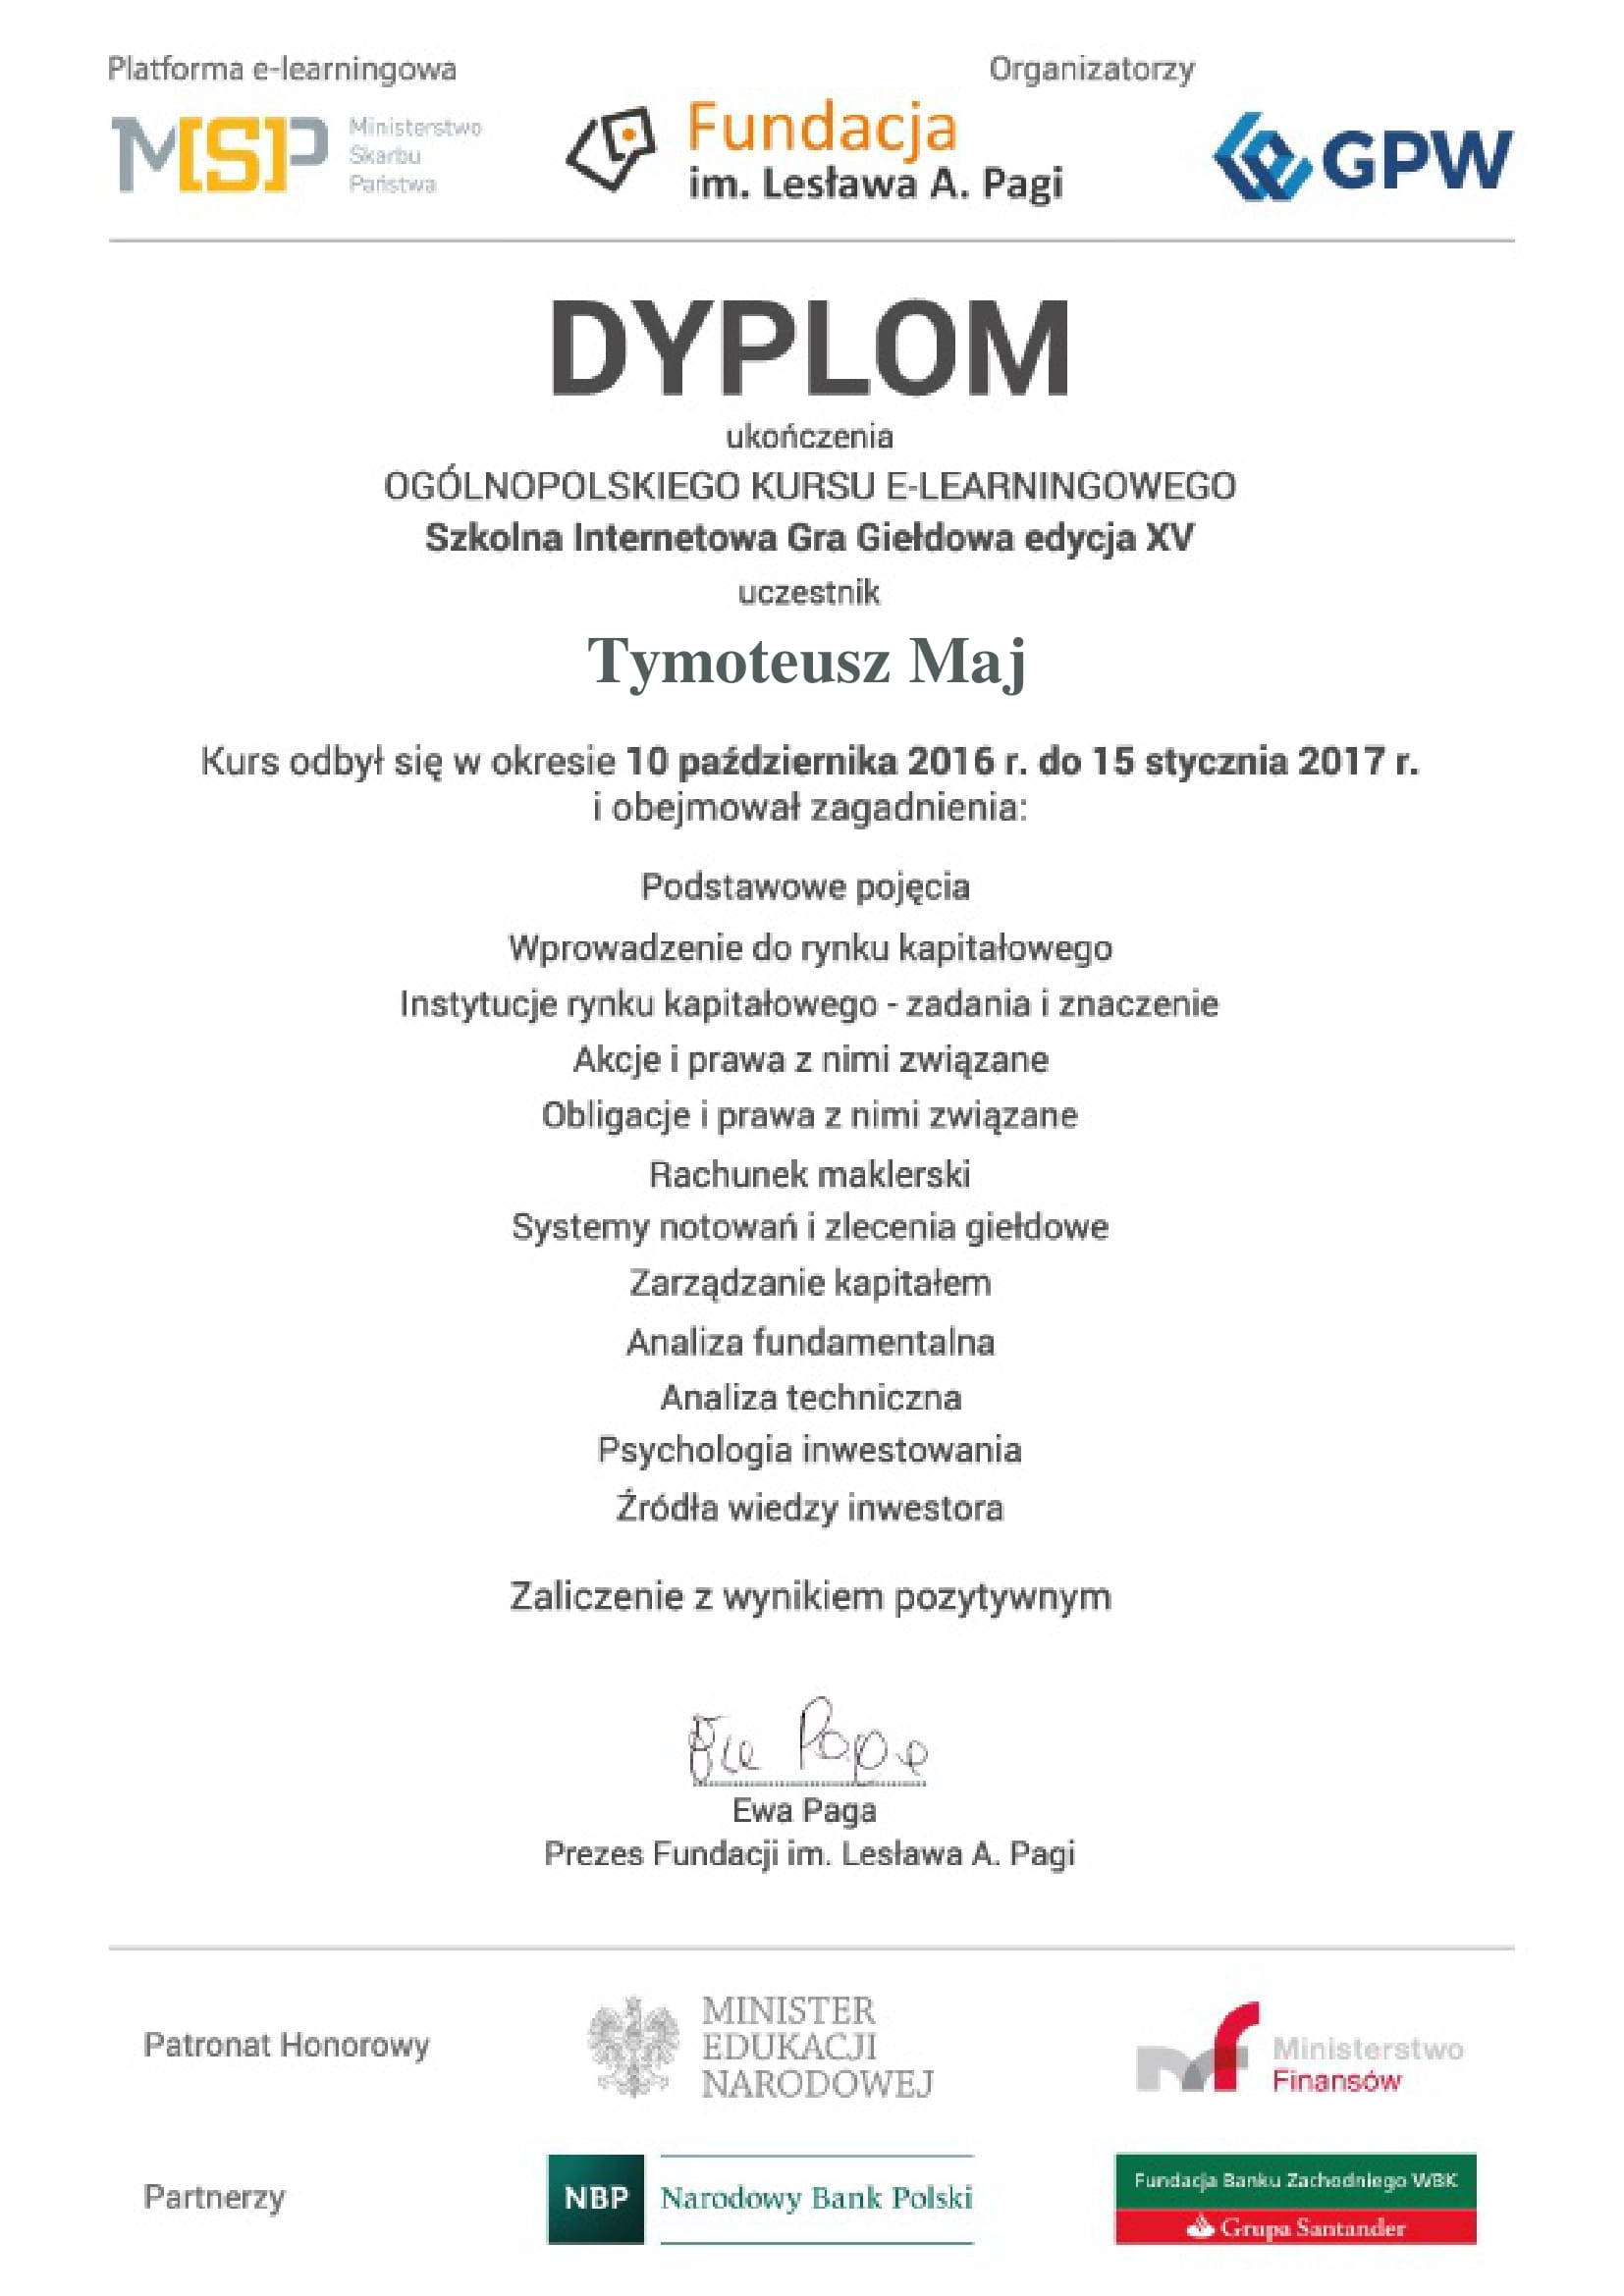 Platforma e-learningowa
Organizatorzy
M[S]P Ministerstwo
Skarbu
Państwa
Fundacja
im. Lesława A. Pagi
GPW
DYPLOM
ukończenia
OGÓLNOPOLSKIEGO KURSU E-LEARNINGOWEGO
Szkolna Internetowa Gra Giełdowa edycja XV
uczestnik
Tymoteusz Maj
Kurs odbył się w okresie 10 października 2016 r. do 15 stycznia 2017 r.
i obejmował zagadnienia:
Podstawowe pojęcia
Wprowadzenie do rynku kapitałowego
Instytucje rynku kapitałowego - zadania i znaczenie
Akcje i prawa z nimi związane
Obligacje i prawa z nimi związane
Rachunek maklerski
Systemy notowań i zlecenia giełdowe
Zarządzanie kapitałem
Analiza fundamentalna
Analiza techniczna
Psychologia inwestowania
Źródła wiedzy inwestora
Zaliczenie z wynikiem pozytywnym
Ewa Paga
Ewa Paga
Prezes Fundacji im. Lesława A. Pagi
Patronat Honorowy
MINISTER
EDUKACJI
NARODOWEJ
mf Ministerstwo
Finansów
Partnerzy
NBP Narodowy Bank Polski
Fundacja Banku Zachodniego WBK
Grupa Santander